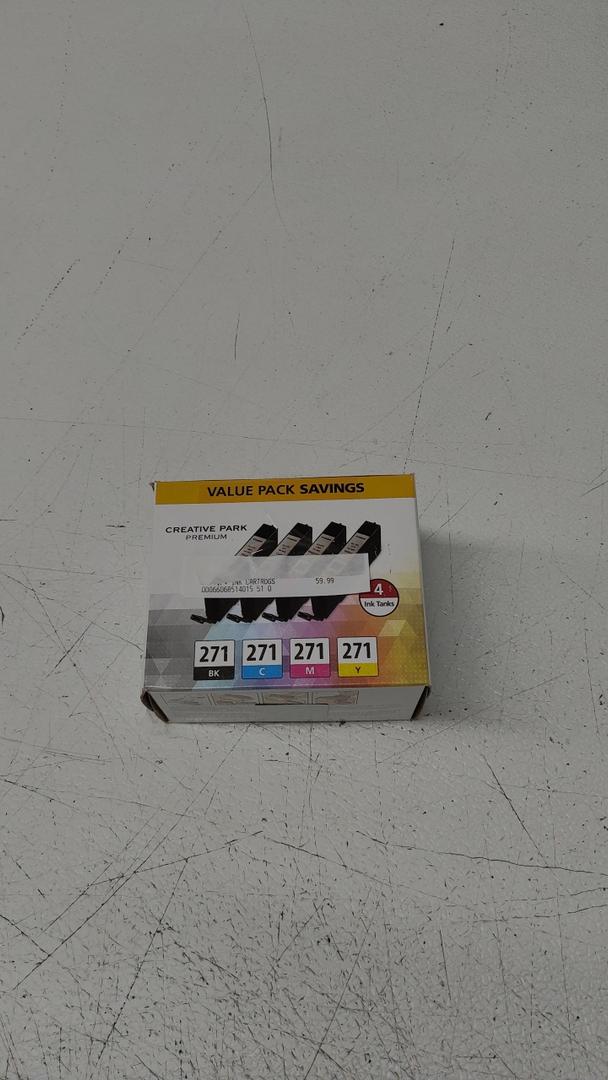 VALUE PACK SAVINGS
CREATIVE PARK
PREMIUM
INK CARTRDGS 59.99
00066068514015 51 0
4
Ink Tanks
271 271 271 271
BK C M Y